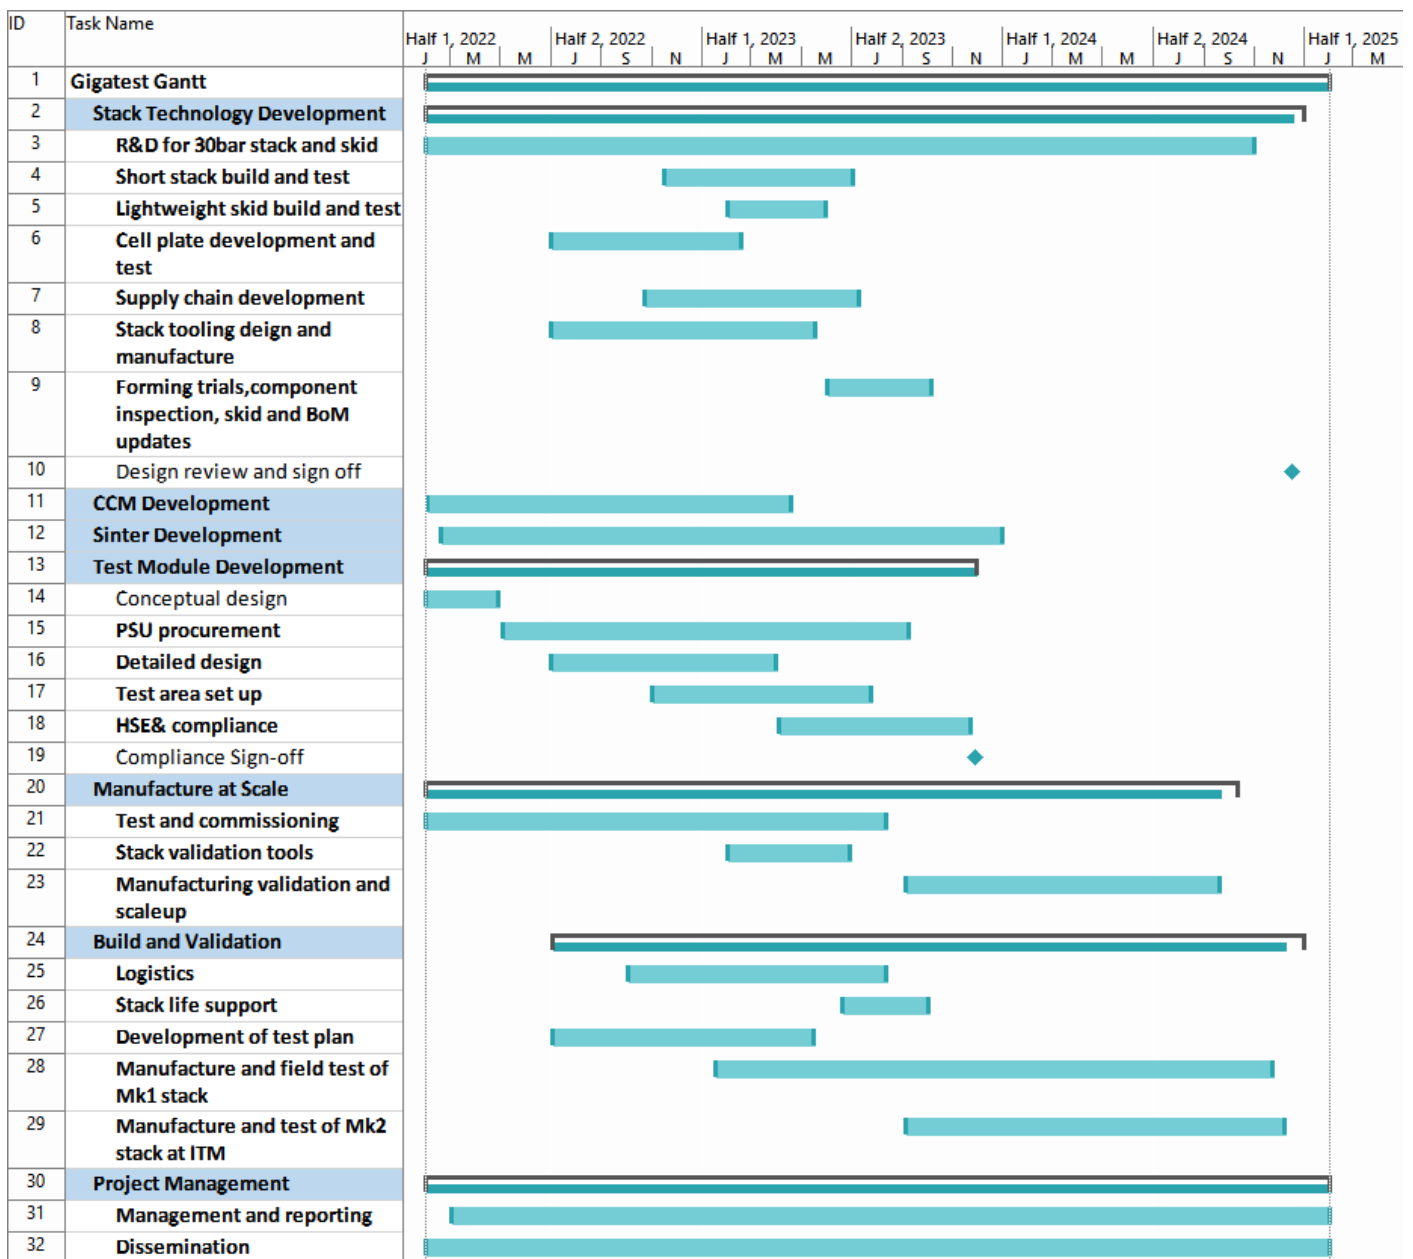 ID Task Name
Half 1, 2022 Half 2, 2022 Half 1, 2023 Half 2, 2023 Half 1, 2024 Half 2, 2024 Half 1, 2025
J M M J S N J M M J S N J M M J S N J M
1 Gigatest Gantt
2 Stack Technology Development
3 R&D for 30bar stack and skid
4 Short stack build and test
5 Lightweight skid build and test
6 Cell plate development and
test
7 Supply chain development
8 Stack tooling deign and
manufacture
9 Forming trials,component
inspection, skid and BoM
updates
10 Design review and sign off
11 CCM Development
12 Sinter Development
13 Test Module Development
14 Conceptual design
15 PSU procurement
16 Detailed design
17 Test area set up
18 HSE& compliance
19 Compliance Sign-off
20 Manufacture at Scale
21 Test and commissioning
22 Stack validation tools
23 Manufacturing validation and
scaleup
24 Build and Validation
25 Logistics
26 Stack life support
27 Development of test plan
28 Manufacture and field test of
Mk1 stack
29 Manufacture and test of Mk2
stack at ITM
30 Project Management
31 Management and reporting
32 Dissemination